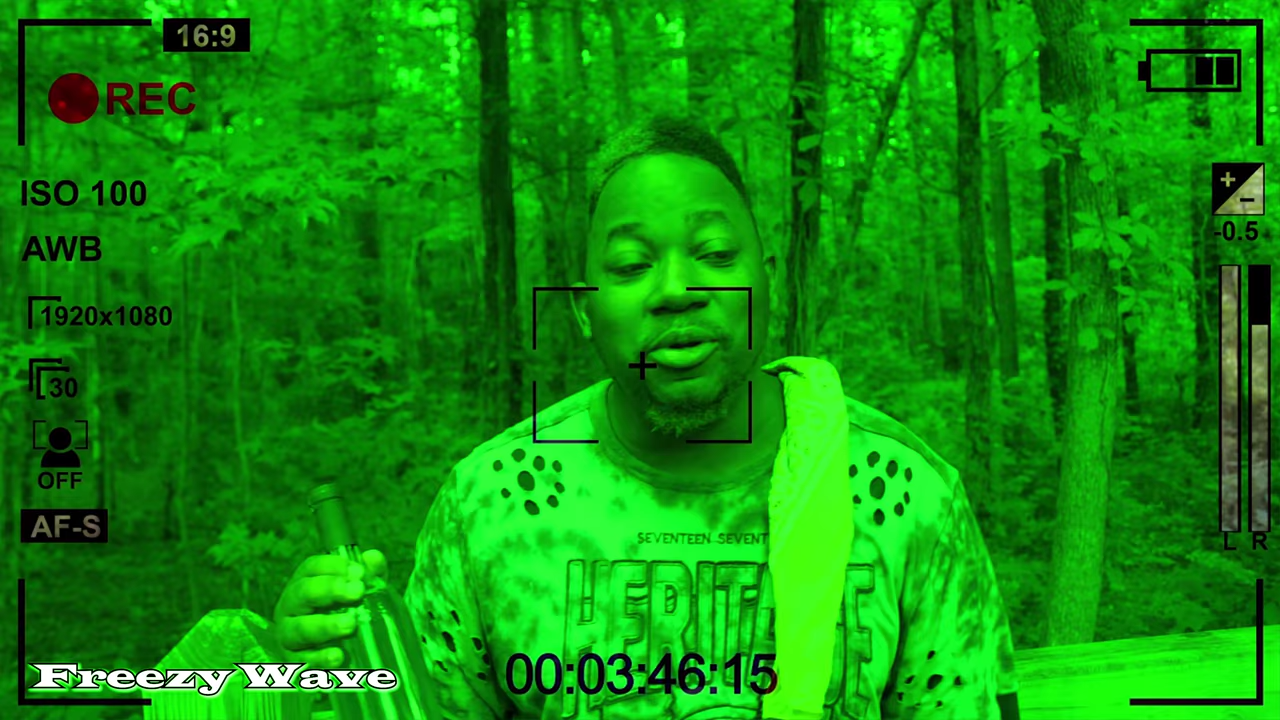 16:9
REC
ISO 100
AWB
1920x1080
30
OFF
AF-S
-0.5
L R
SEVENTEEN SEVENT
HERITAGE
00:03:46:15
Freezy Wave